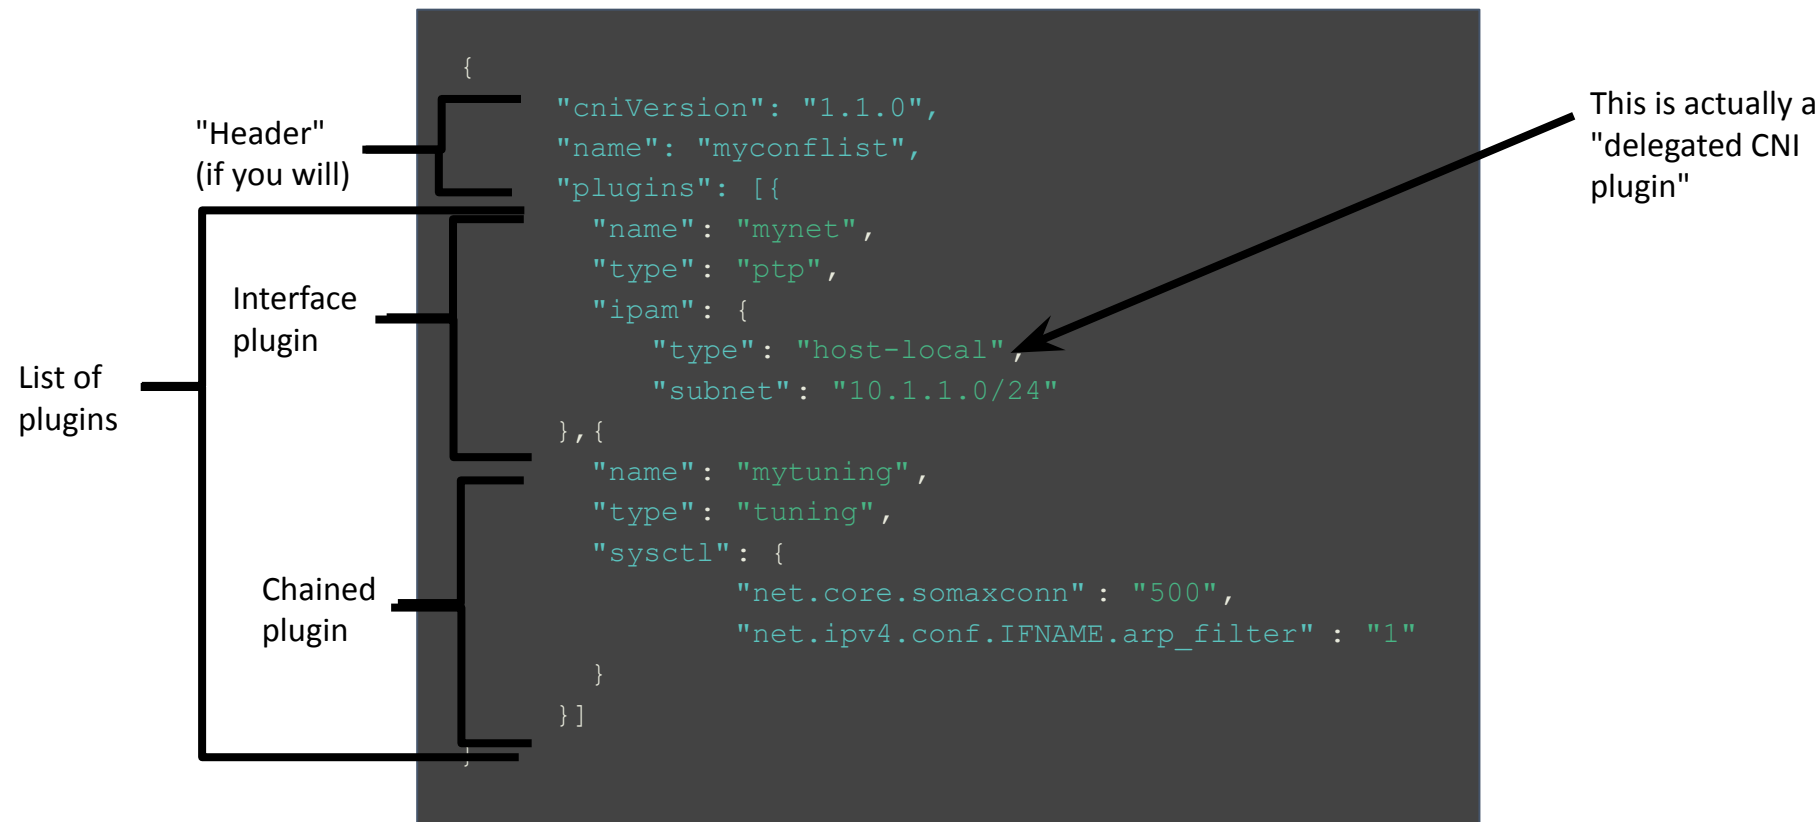 {
"cniVersion": "1.1.0",
"name": "myconflist",
"plugins": [{
"name": "mynet",
"type": "ptp",
"ipam": {
"type": "host-local",
"subnet": "10.1.1.0/24"
},{
"name": "mytuning",
"type": "tuning",
"sysctl": {
"net.core.somaxconn" : "500",
"net.ipv4.conf.IFNAME.arp_filter" : "1"
}
}]
}
"Header"
(if you will)
Interface
plugin
List of
plugins
Chained
plugin
This is actually a
"delegated CNI
plugin"